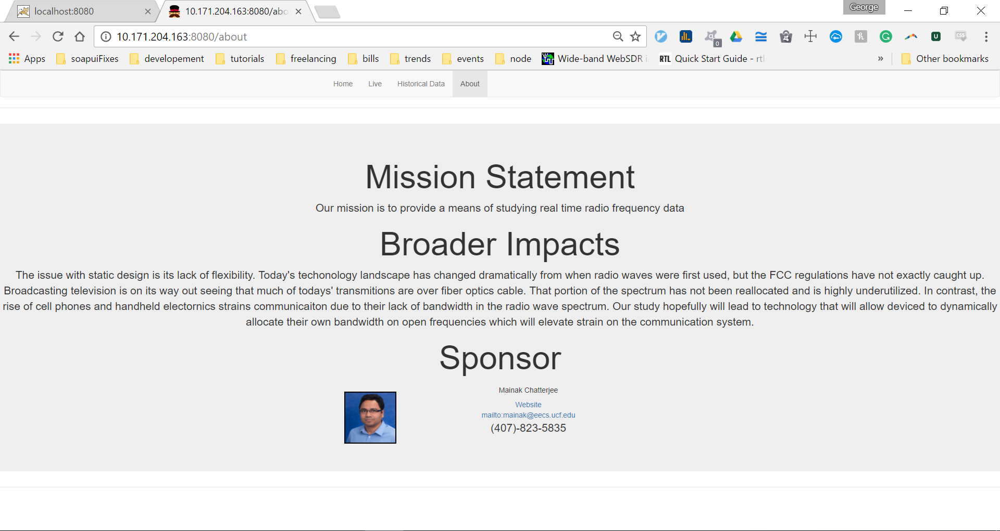 localhost:8080
10.171.204.163:8080/abo
George
10.171.204.163:8080/about
0
Apps
soapuiFixes
developement
tutorials
freelancing
bills
trends
events
node
Wide-band WebSDR i
RTL Quick Start Guide - rtl
»
Other bookmarks
Home
Live
Historical Data
About
Mission Statement
Our mission is to provide a means of studying real time radio frequency data
Broader Impacts
The issue with static design is its lack of flexibility. Today's techonology landscape has changed dramatically from when radio waves were first used, but the FCC regulations have not exactly caught up.
Broadcasting television is on its way out seeing that much of todays' transmitions are over fiber optics cable. That portion of the spectrum has not been reallocated and is highly underutilized. In contrast, the
rise of cell phones and handheld electornics strains communicaiton due to their lack of bandwidth in the radio wave spectrum. Our study hopefully will lead to technology that will allow deviced to dynamically
allocate their own bandwidth on open frequencies which will elevate strain on the communication system.
Sponsor
Mainak Chatterjee
Website
mailto:mainak@eecs.ucf.edu
(407)-823-5835